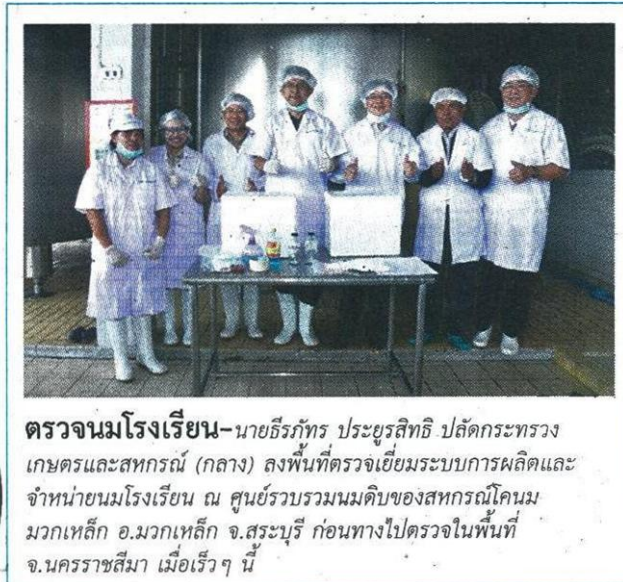 ตรวจนมโรงเรียน-นายธีรภัทร ประยูรสิทธิ ปลัดกระทรวง
เกษตรและสหกรณ์ (กลาง) ลงพื้นที่ตรวจเยี่ยมระบบการผลิตและ
จำหน่ายนมโรงเรียน ณ ศูนย์รวบรวมนมดิบของสหกรณ์โคนม
มวกเหล็ก อ.มวกเหล็ก จ.สระบุรี ก่อนทางไปตรวจในพื้นที่
จ.นครราชสีมา เมื่อเร็วๆ นี้